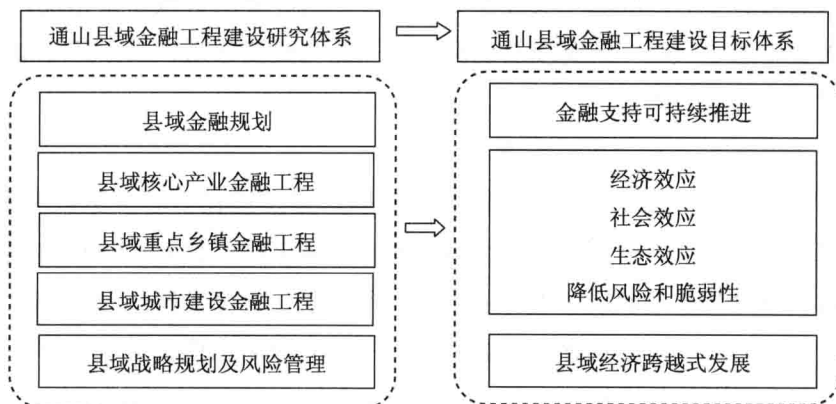 通山县域金融工程建设研究体系
通山县域金融工程建设目标体系
县域金融规划
县域核心产业金融工程
县域重点乡镇金融工程
县域城市建设金融工程
县域战略规划及风险管理
金融支持可持续推进
经济效应
社会效应
生态效应
降低风险和脆弱性
县域经济跨越式发展